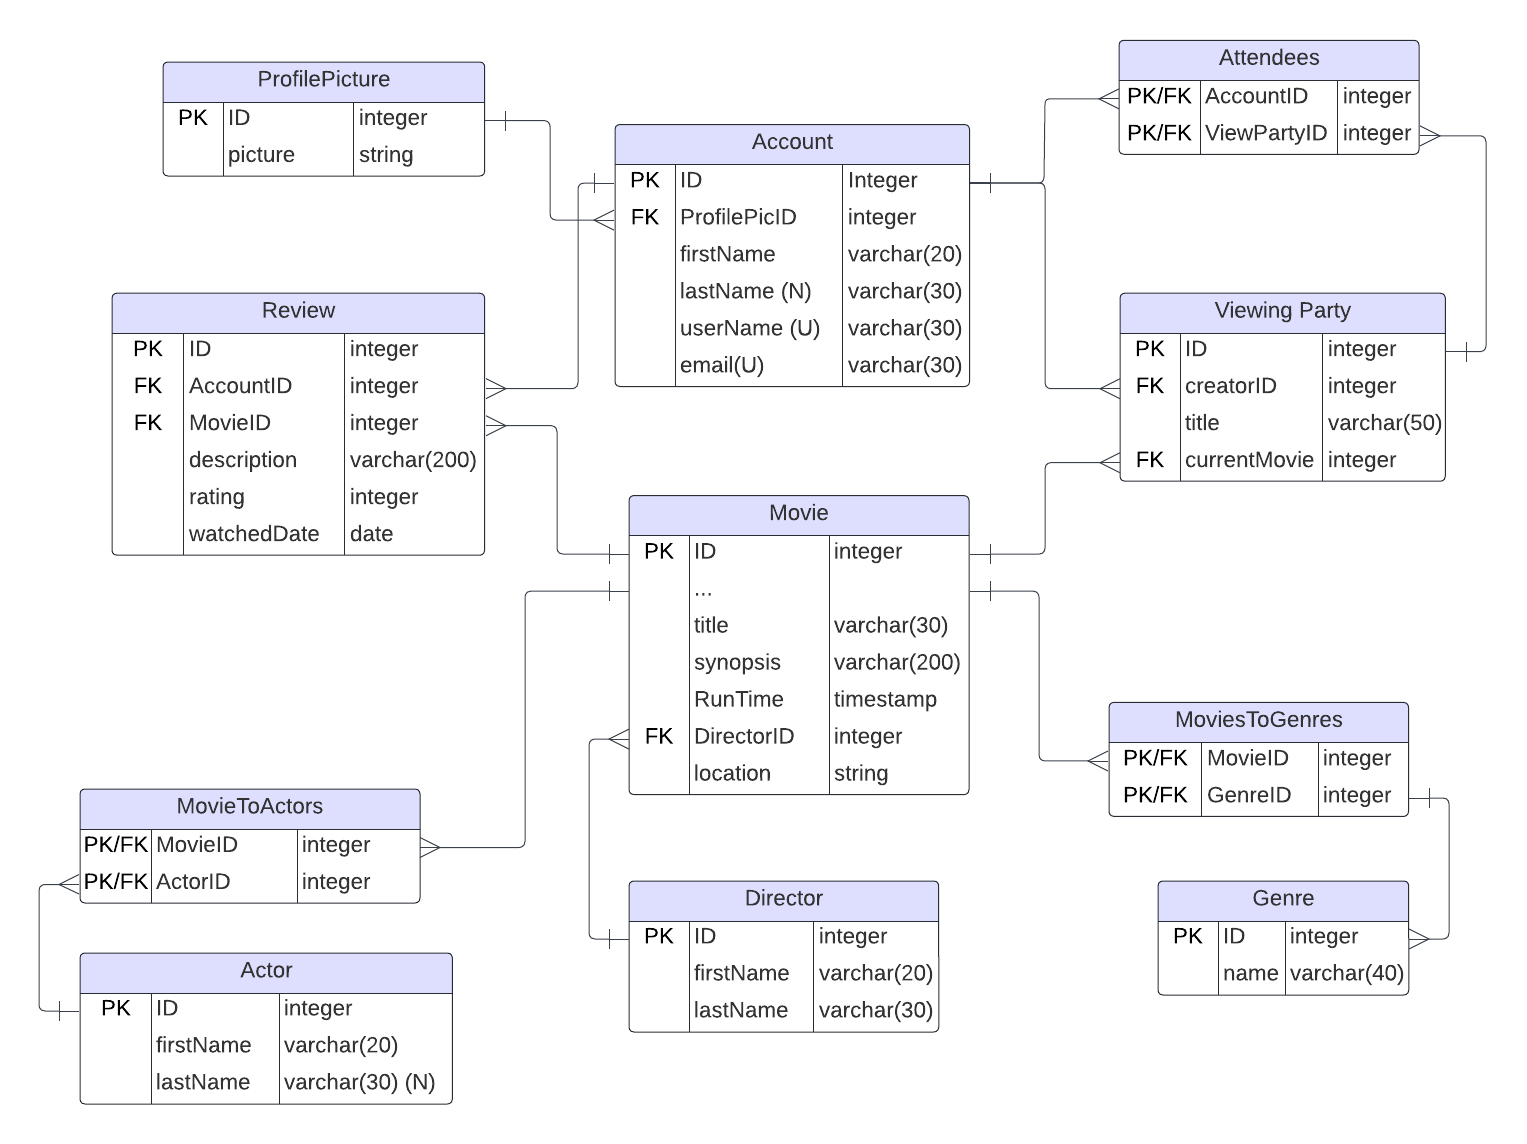 ProfilePicture
PK ID integer
picture string
Attendees
PK/FK AccountID integer
PK/FK ViewPartyID integer
Account
PK ID Integer
FK ProfilePicID integer
firstName varchar(20)
lastName (N) varchar(30)
userName (U) varchar(30)
email(U) varchar(30)
Review
PK ID integer
FK AccountID integer
FK MovieID integer
description varchar(200)
rating integer
watchedDate date
Viewing Party
PK ID integer
FK creatorID integer
title varchar(50)
FK currentMovie integer
Movie
PK ID integer
...
title varchar(30)
synopsis varchar(200)
RunTime timestamp
FK DirectorID integer
location string
MoviesToGenres
PK/FK MovieID integer
PK/FK GenreID integer
MovieToActors
PK/FK MovieID integer
PK/FK ActorID integer
Director
PK ID integer
firstName varchar(20)
lastName varchar(30)
Genre
PK ID integer
name varchar(40)
Actor
PK ID integer
firstName varchar(20)
lastName varchar(30) (N)